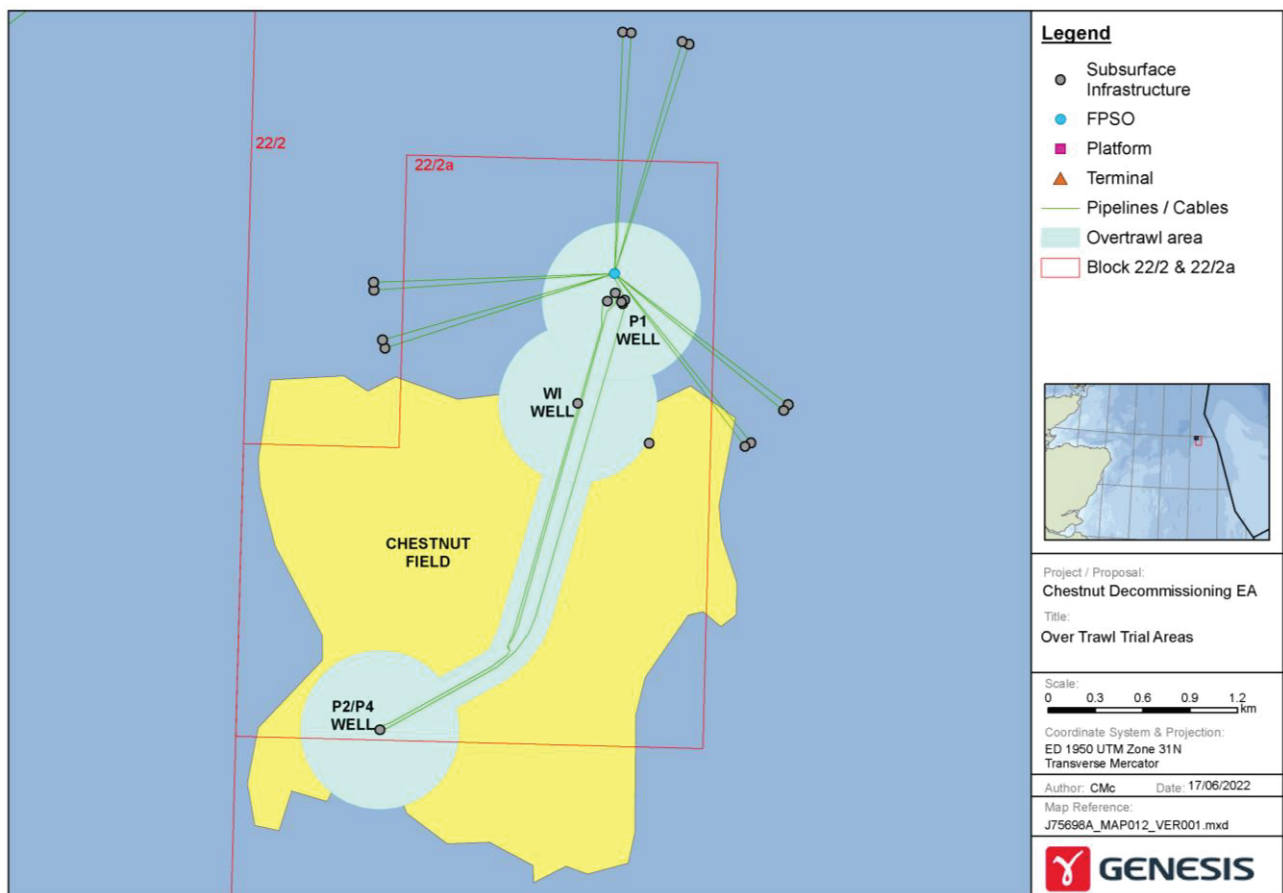 22/2
22/2a
P1
WELL
WI
WELL
CHESTNUT
FIELD
P2/P4
WELL
Legend
Subsurface
Infrastructure
FPSO
Platform
Terminal
Pipelines / Cables
Overtrawl area
Block 22/2 & 22/2a
Project / Proposal:
Chestnut Decommissioning EA
Title:
Over Trawl Trial Areas
Scale:
0 0.3 0.6 0.9 1.2
km
Coordinate System & Projection:
ED 1950 UTM Zone 31N
Transverse Mercator
Author: CMc Date: 17/06/2022
Map Reference:
J75698A_MAP012_VER001.mxd
GENESIS